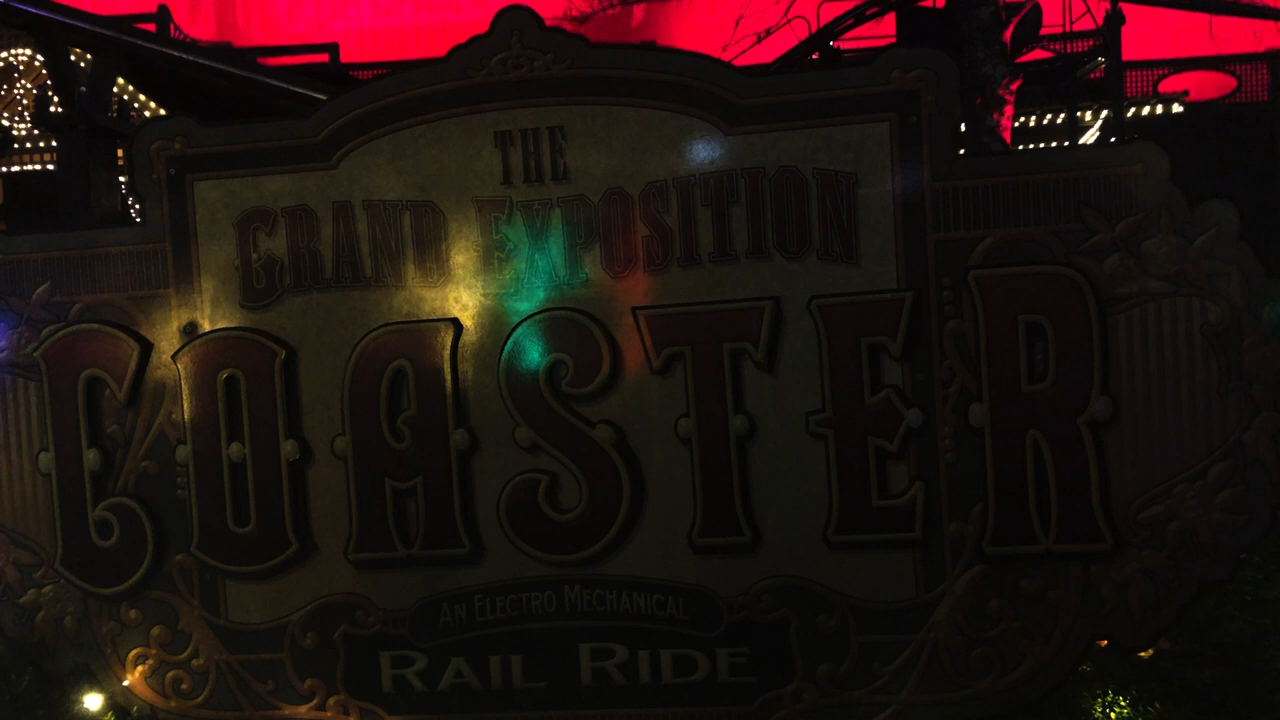 THE
GRAND EXPOSITION
COASTER
AN ELECTRO MECHANICAL
RAIL RIDE